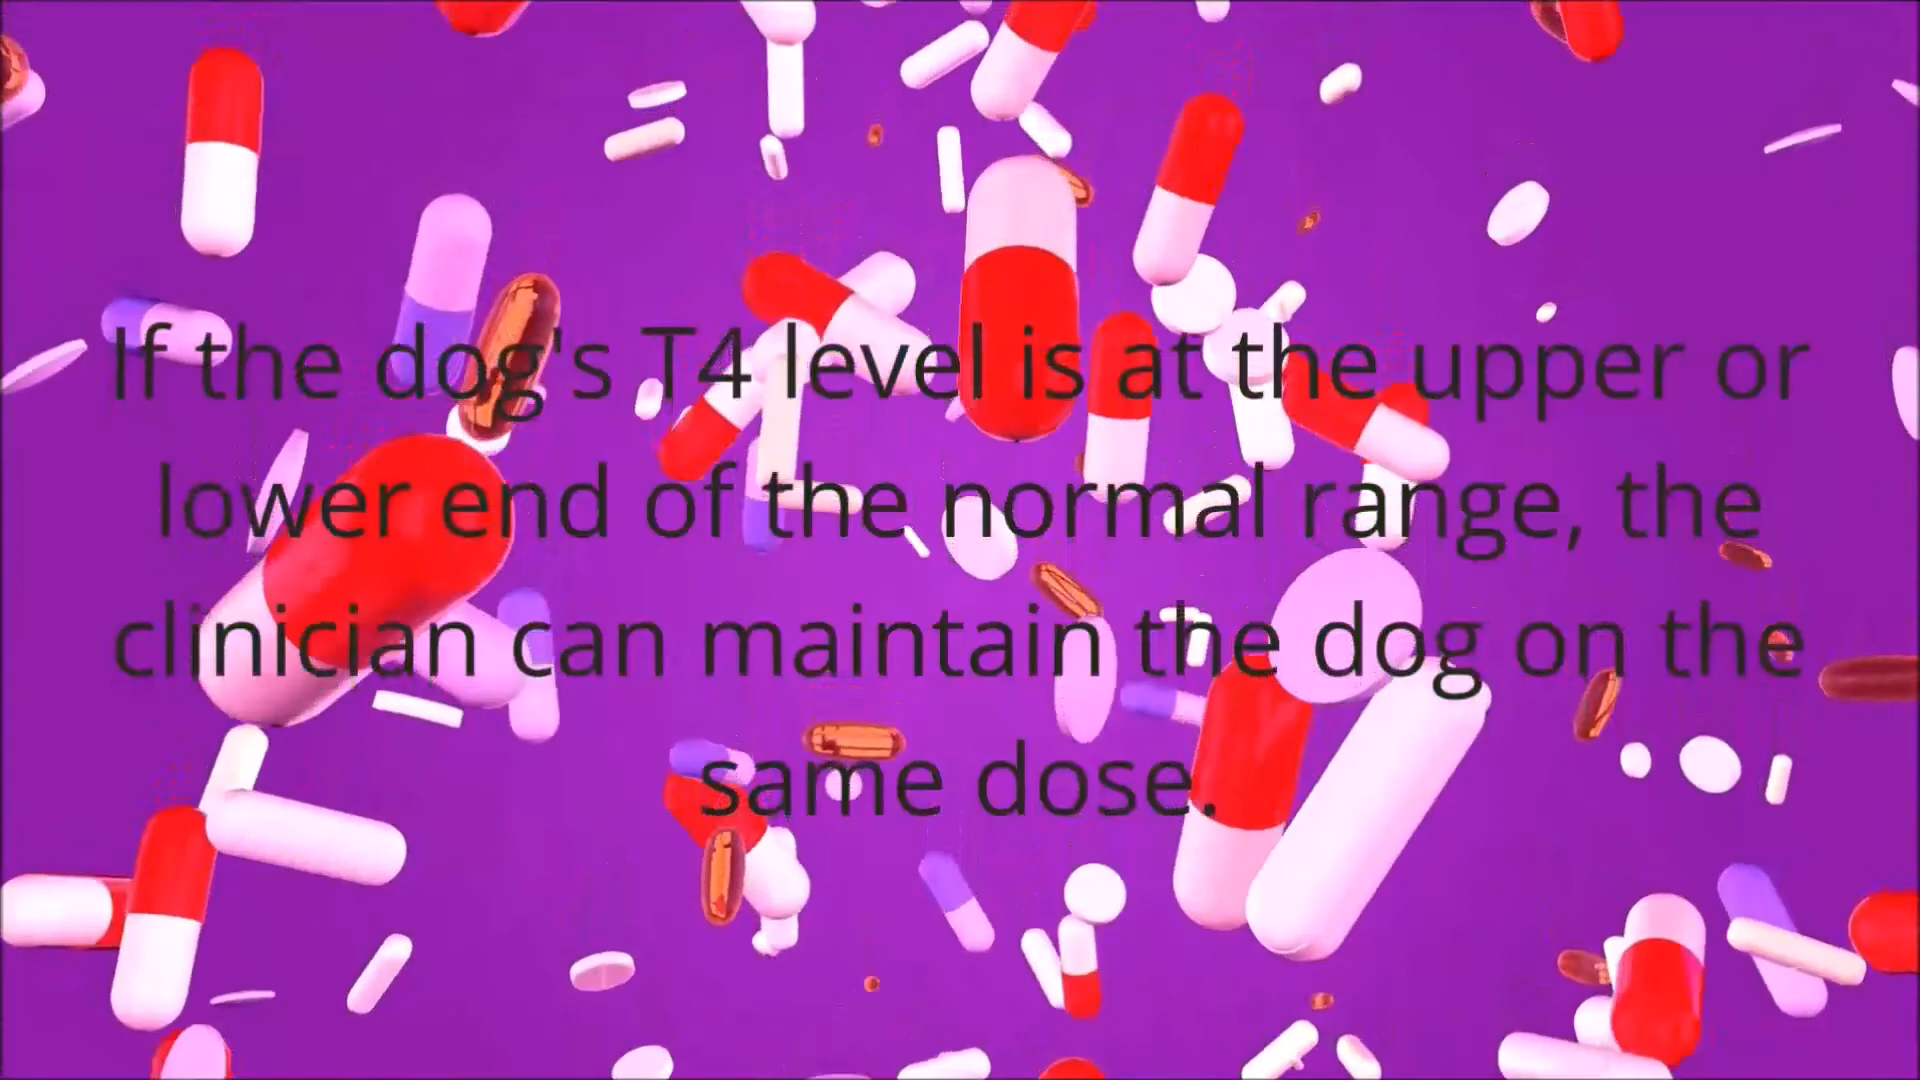 If the dog's T4 level is at the upper or
lower end of the normal range, the
clinician can maintain the dog on the
same dose.